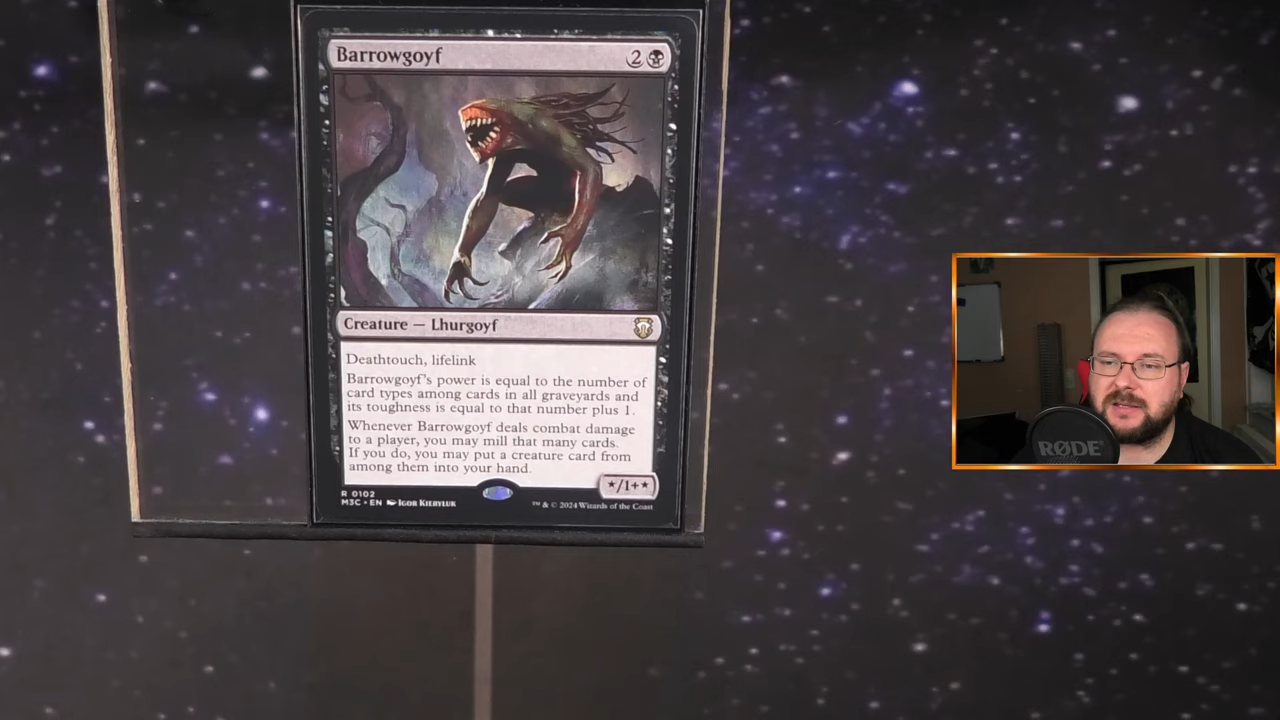 Barrowgoyf 2
Creature — Lhurgoyf
Deathtouch, lifelink
Barrowgoyf's power is equal to the number of
card types among cards in all graveyards and
its toughness is equal to that number plus 1.
Whenever Barrowgoyf deals combat damage
to a player, you may mill that many cards.
If you do, you may put a creature card from
among them into your hand.
★/1+★
R 0102
M3C • EN Igor Kieryluk
™ & © 2024 Wizards of the Coast
RØDE